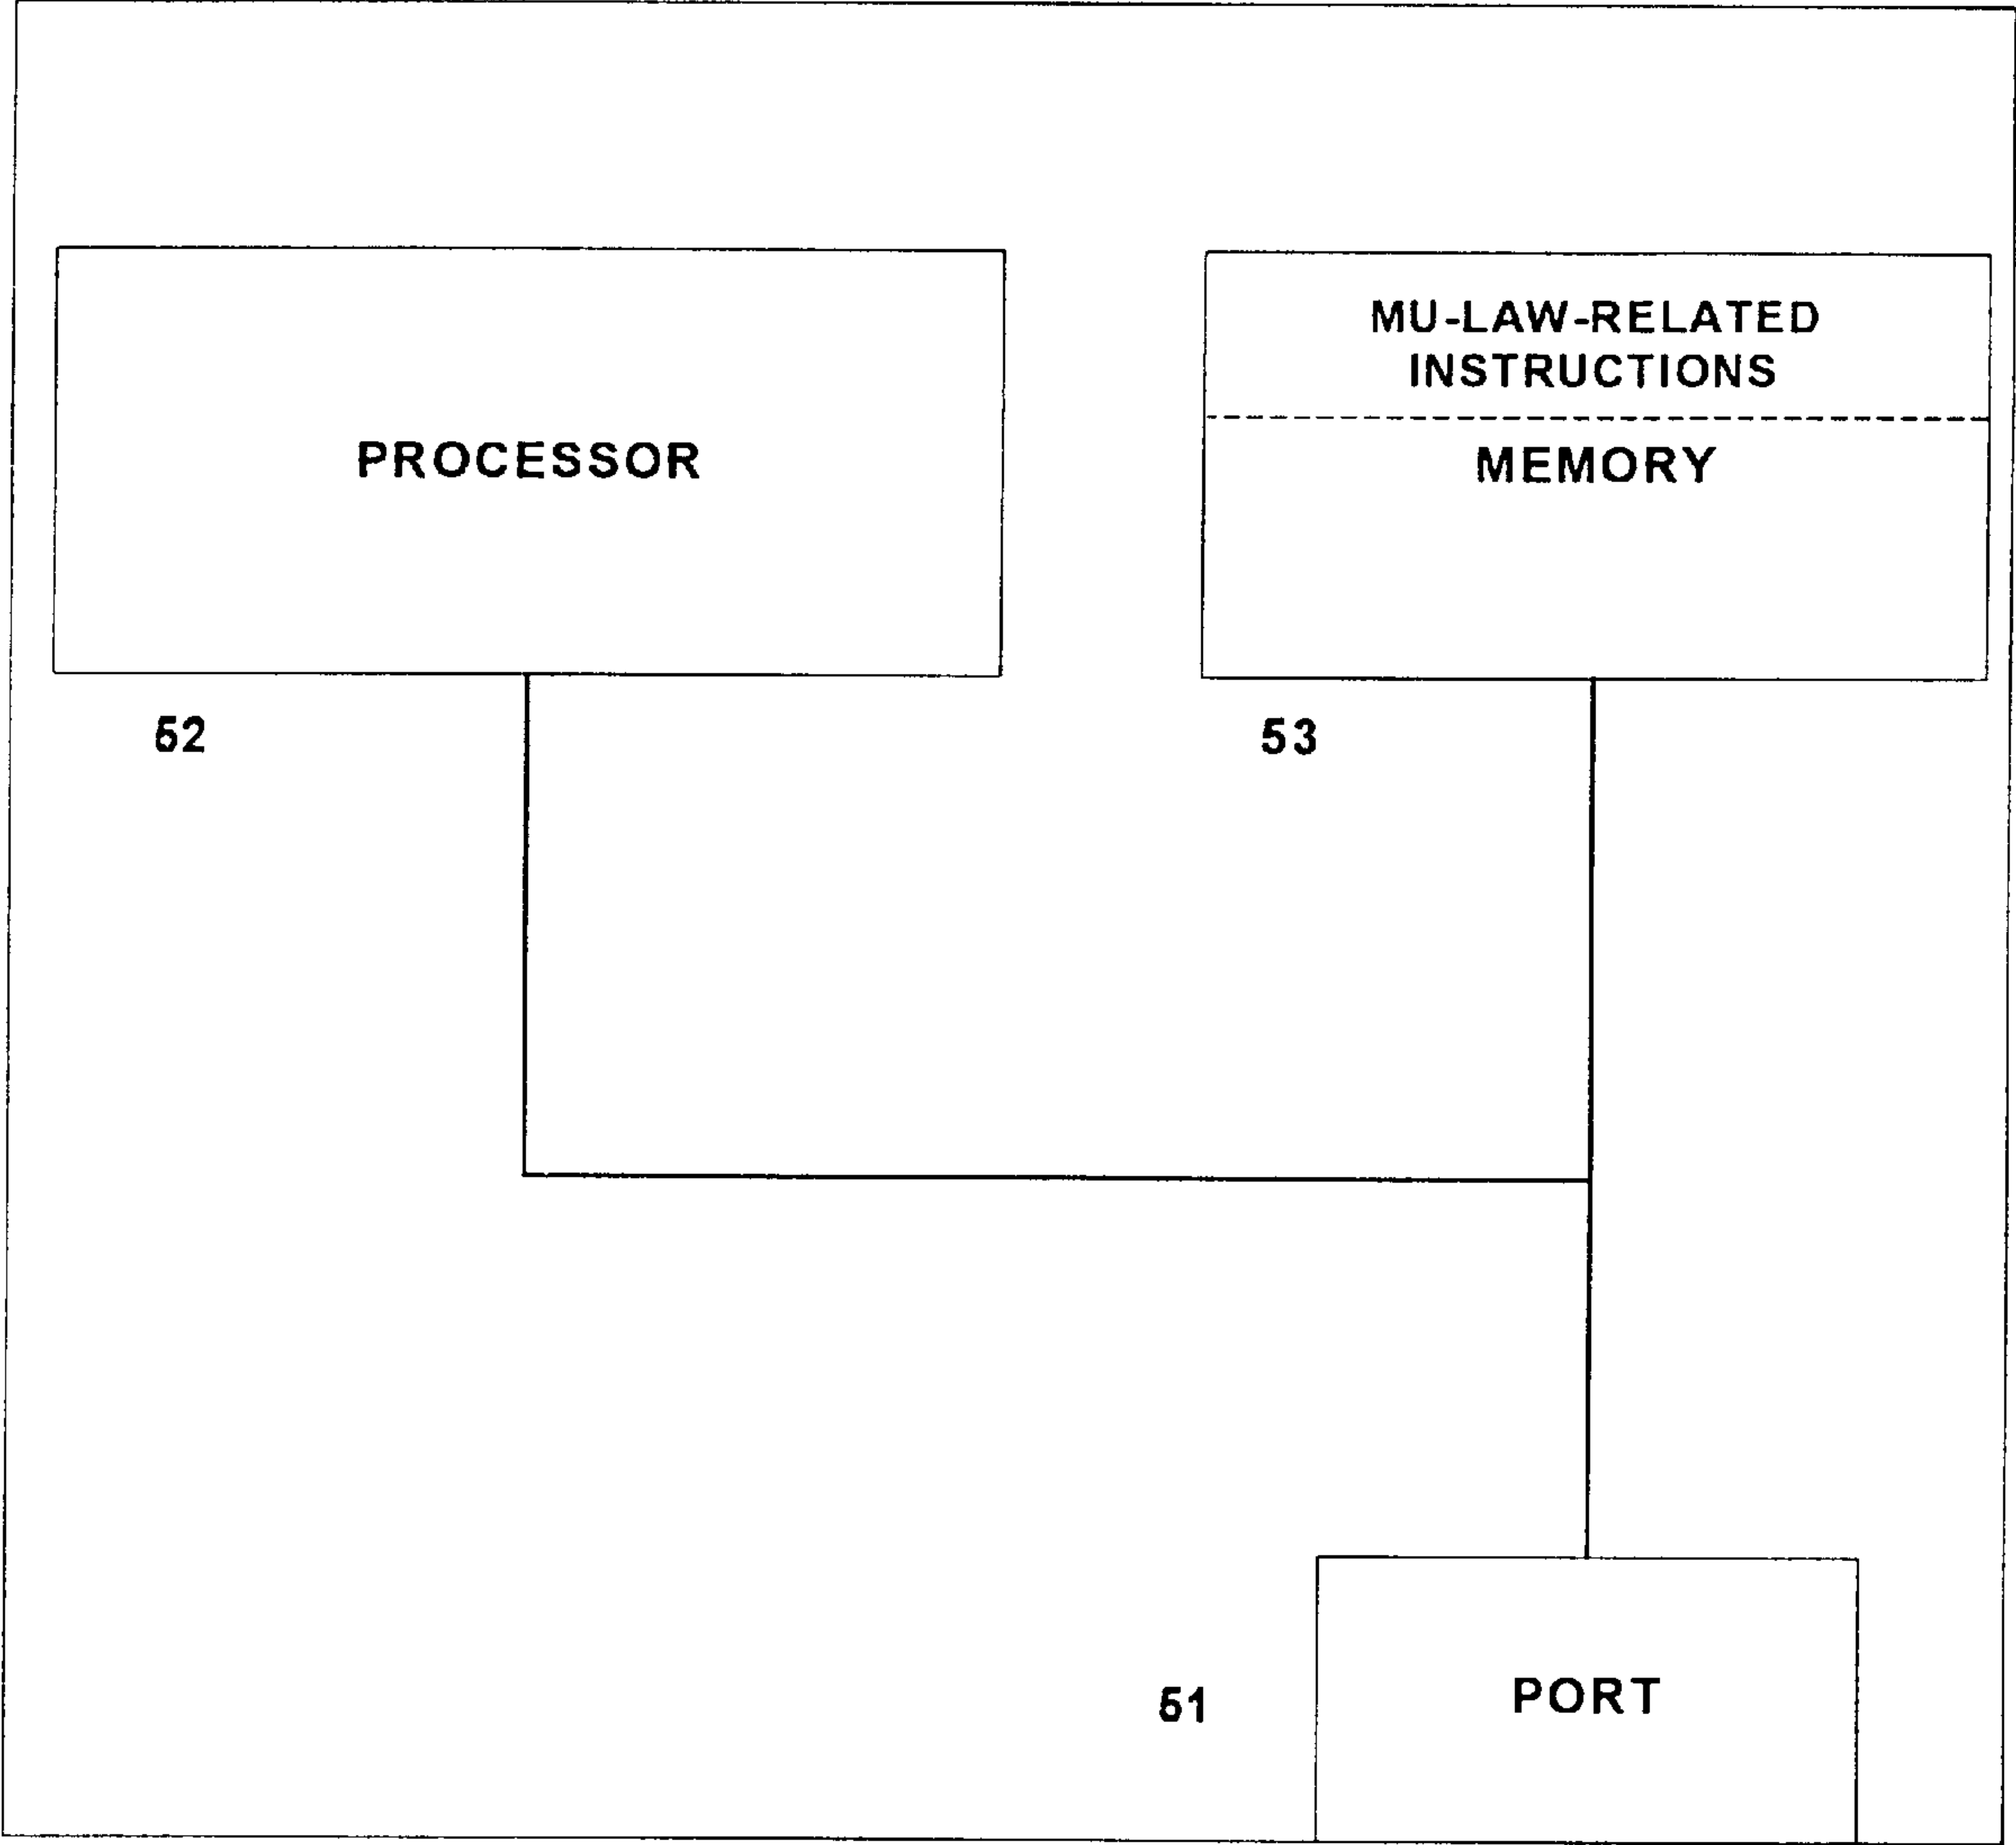 PROCESSOR
MU-LAW-RELATED
INSTRUCTIONS
MEMORY
52
53
51
PORT